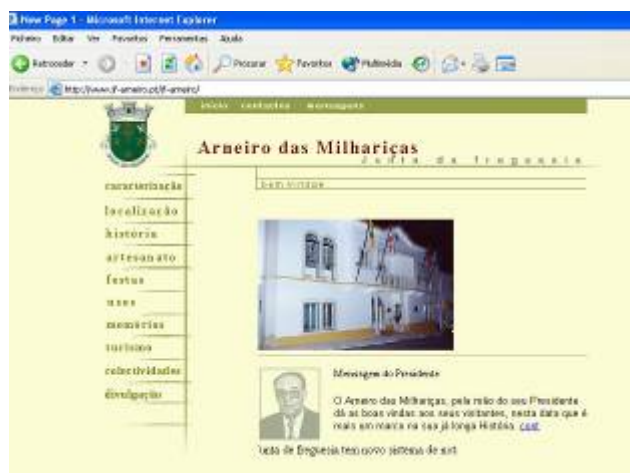 New Page 1 - Microsoft Internet Explorer
Ficheiro Editar Ver Favoritos Ferramentas Ajuda
Retroceder Procurar Favoritos Multimédia
Endereço http://www.jf-arneiro.pt/jf-arneiro/
início contactos mensagens
Arneiro das Milhariças
Junta de freguesia
bem vindos
caracterização
localização
história
artesanato
festas
usos
memórias
turismo
colectividades
divulgação
Mensagem do Presidente
O Arneiro das Milhariças, pela mão do seu Presidente
dá as boas vindas aos seus visitantes, nesta data que é
mais um marco na sua já longa História. cont.
Junta de freguesia tem novo sistema de